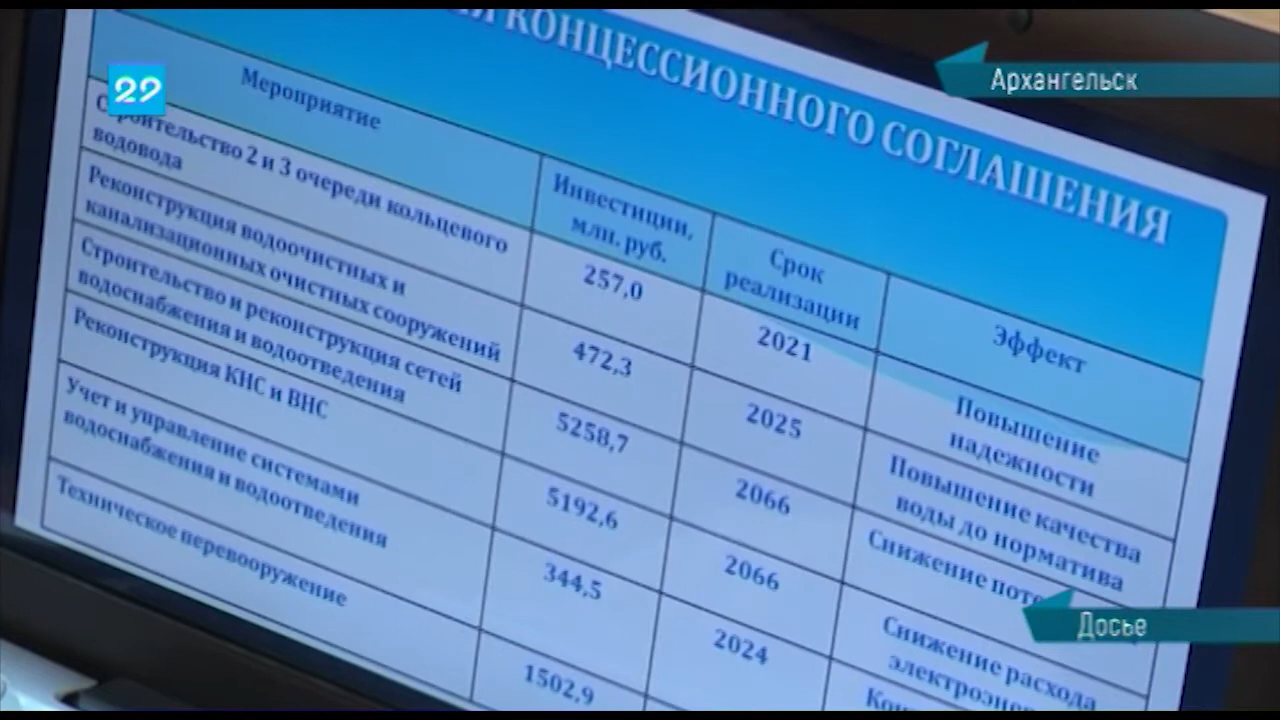 КОНЦЕССИОННОГО СОГЛАШЕНИЯ
Архангельск
29
Мероприятие
Инвестиции,
млн. руб.
Срок
реализации
Эффект
Строительство 2 и 3 очереди кольцевого
водовода
257,0
2021
Повышение
надежности
Реконструкция водоочистных и
канализационных очистных сооружений
472,3
2025
Повышение качества
воды до норматива
Строительство и реконструкция сетей
водоснабжения и водоотведения
5258,7
2066
Снижение
Реконструкция КНС и ВНС
5192,6
2066
Снижение расхода
Учет и управление системами
водоснабжения и водоотведения
344,5
2024
Техническое перевооружение
1502,9
Досье